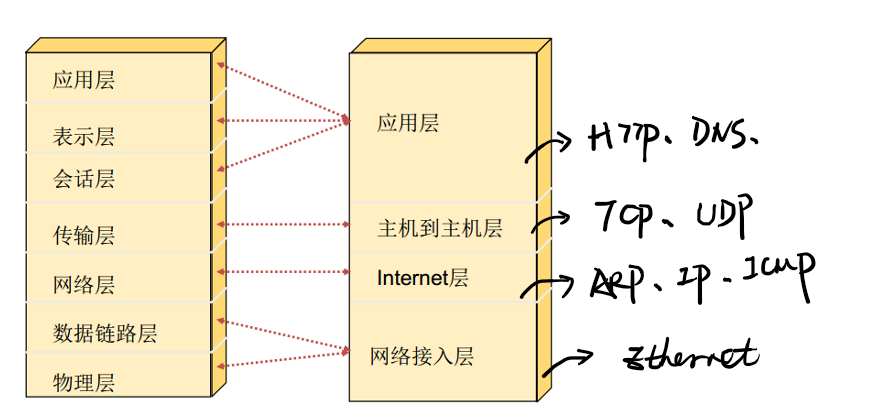 应用层
表示层
会话层
传输层
网络层
数据链路层
物理层
应用层
主机到主机层
Internet层
网络接入层
HTTP、DNS、
TCP、UDP
ARP、IP、ICMP
Ethernet